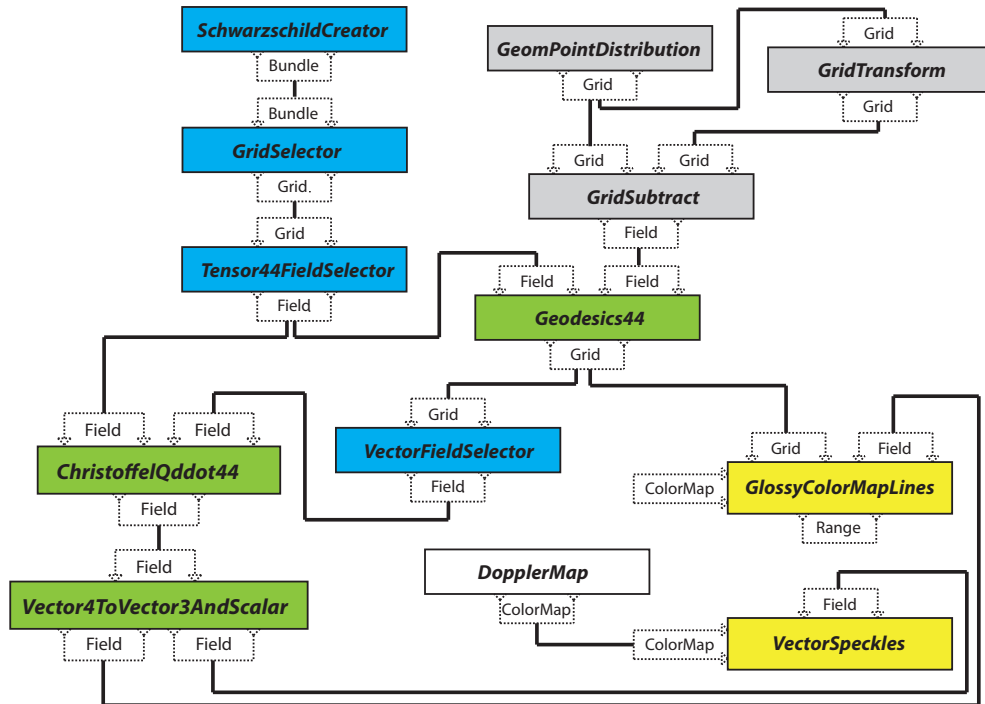 SchwarzschildCreator
Bundle
Bundle
GridSelector
Grid.
Grid
Tensor44FieldSelector
Field
GeomPointDistribution
Grid
Grid
GridTransform
Grid
Grid
Grid
GridSubtract
Field
Field
Field
Geodesics44
Grid
Grid
VectorFieldSelector
Field
Field
Field
ChristoffelQddot44
Field
Field
Vector4ToVector3AndScalar
Field
Field
Grid
Field
ColorMap
GlossyColorMapLines
Range
DopplerMap
ColorMap
Field
ColorMap
VectorSpeckles